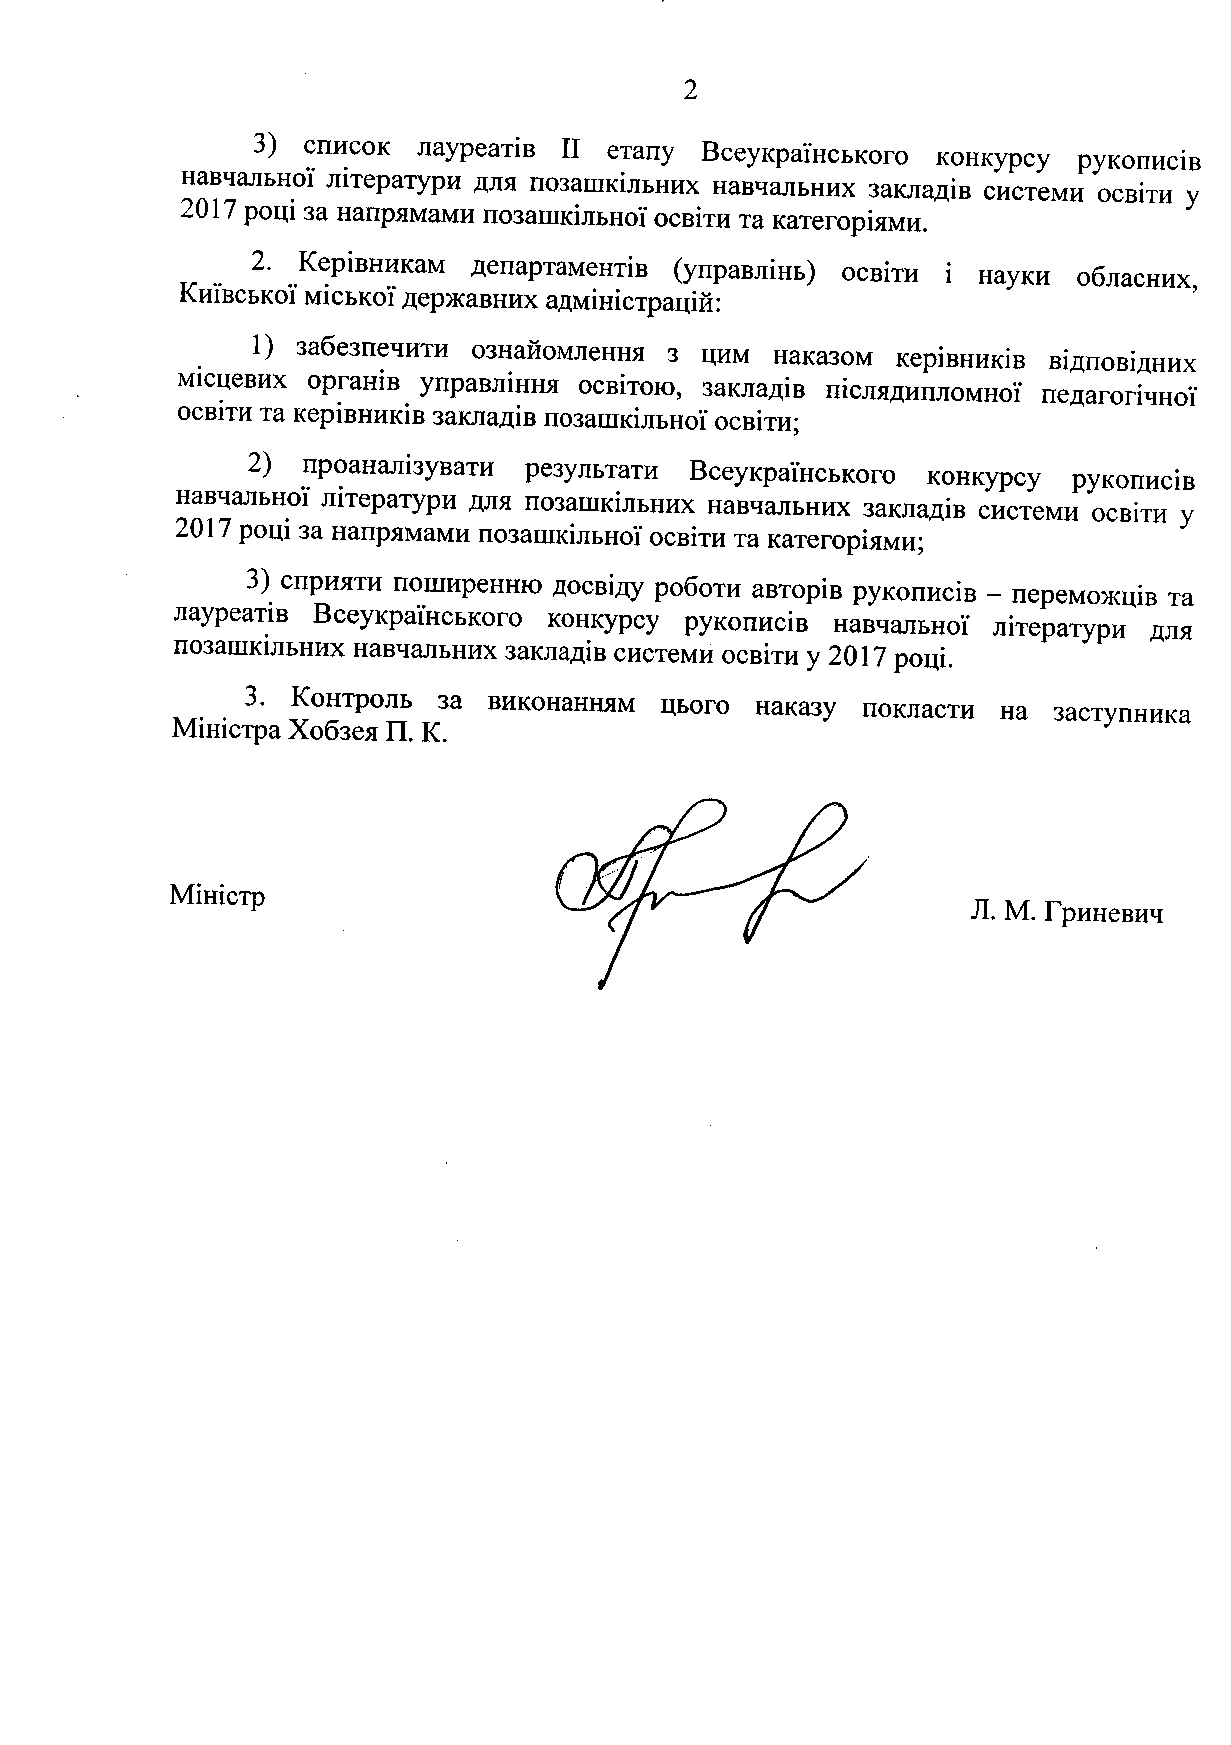 2
3) список лауреатів ІІ етапу Всеукраїнського конкурсу рукописів
навчальної літератури для позашкільних навчальних закладів системи освіти у
2017 році за напрямами позашкільної освіти та категоріями.
2. Керівникам департаментів (управлінь) освіти і науки обласних,
Київської міської державних адміністрацій:
1) забезпечити ознайомлення з цим наказом керівників відповідних
місцевих органів управління освітою, закладів післядипломної педагогічної
освіти та керівників закладів позашкільної освіти;
2) проаналізувати результати Всеукраїнського конкурсу рукописів
навчальної літератури для позашкільних навчальних закладів системи освіти у
2017 році за напрямами позашкільної освіти та категоріями;
3) сприяти поширенню досвіду роботи авторів рукописів – переможців та
лауреатів Всеукраїнського конкурсу рукописів навчальної літератури для
позашкільних навчальних закладів системи освіти у 2017 році.
3. Контроль за виконанням цього наказу покласти на заступника
Міністра Хобзея П. К.
Міністр
Л. М. Гриневич